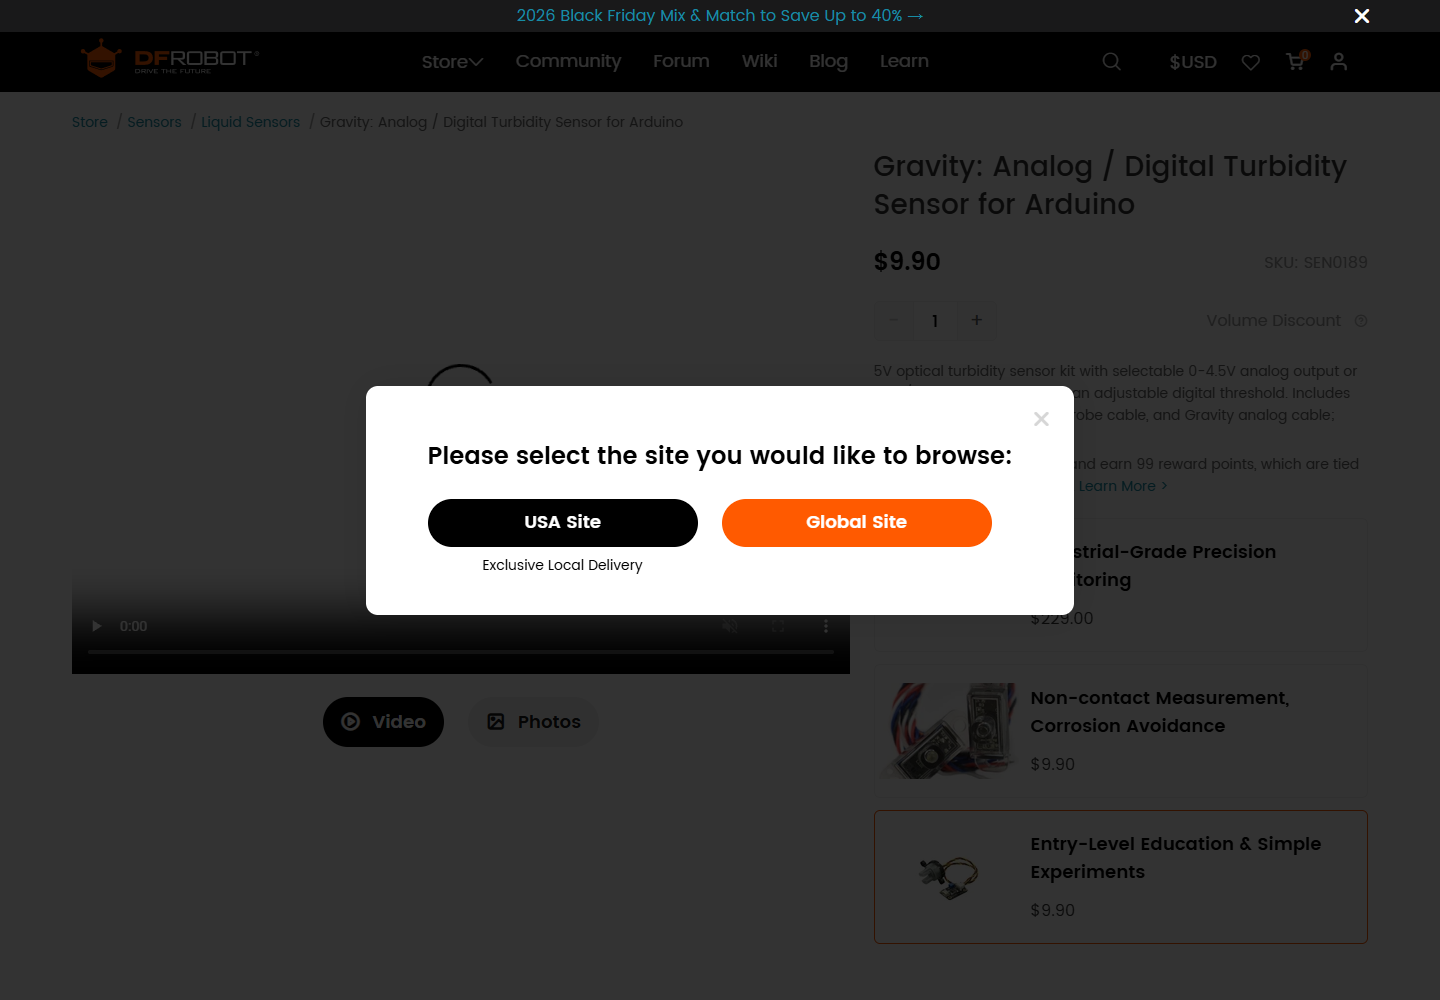 2026 Black Friday Mix & Match to Save Up to 40% →
DFROBOT
DRIVE THE FUTURE
Store
Community
Forum
Wiki
Blog
Learn
$USD
0
Store / Sensors / Liquid Sensors / Gravity: Analog / Digital Turbidity Sensor for Arduino
Gravity: Analog / Digital Turbidity
Sensor for Arduino
$9.90
SKU: SEN0189
− 1 +
Volume Discount
5V optical turbidity sensor kit with selectable 0-4.5V analog output or
an adjustable digital threshold. Includes
robe cable, and Gravity analog cable;
and earn 99 reward points, which are tied
Learn More >
Please select the site you would like to browse:
USA Site
Global Site
Exclusive Local Delivery
strial-Grade Precision
itoring
$229.00
0:00
Video
Photos
Non-contact Measurement,
Corrosion Avoidance
$9.90
Entry-Level Education & Simple
Experiments
$9.90